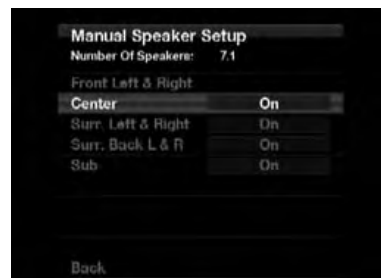 Manual Speaker Setup
Number Of Speakers: 7.1
Front Left & Right
Center On
Surr. Left & Right On
Surr. Back L & R On
Sub On
Back